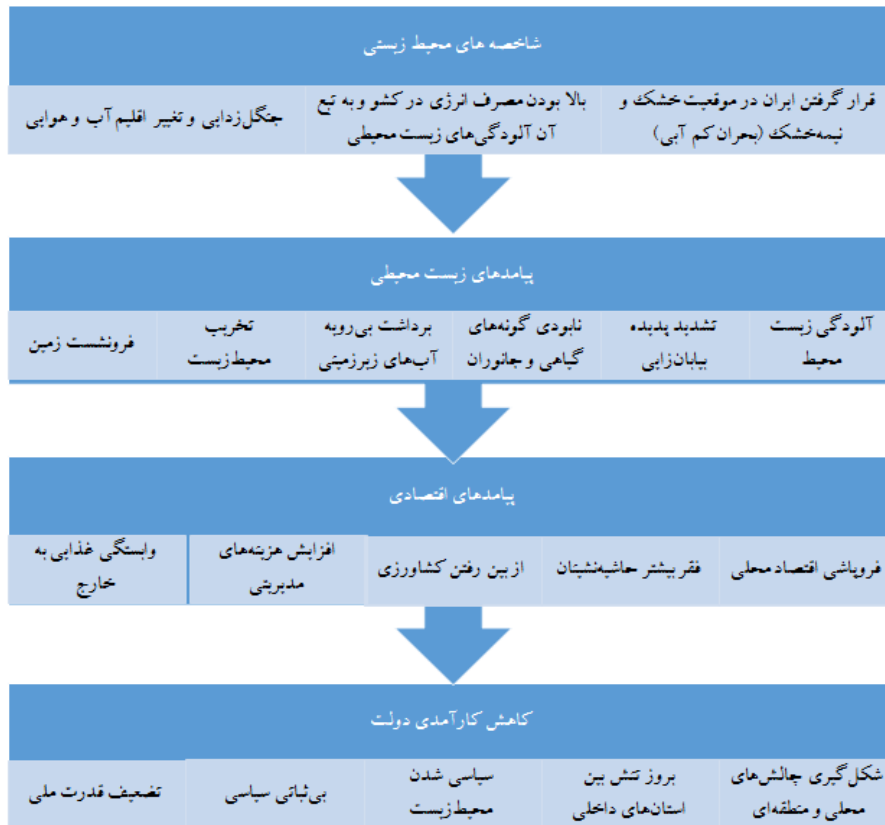 شاخصه های محیط زیستی
قرار گرفتن ایران در موقعیت خشک و
نیمه‌خشک (بحران کم آبی)
بالا بودن مصرف انرژی در کشو و به تبع
آن آلودگی‌های زیست محیطی
جنگل‌زدایی و تغییر اقلیم آب و هوایی
پیامدهای زیست محیطی
آلودگی زیست
محیط
تشدید پدیده
بیابان‌زایی
نابودی گونه‌های
گیاهی و جانوران
برداشت بی‌رویه
آب‌های زیرزمینی
تخریب
محیط‌زیست
فرونشست زمین
پیامدهای اقتصادی
فروپاشی اقتصاد محلی
فقر بیشتر حاشیه‌نشینان
از بین رفتن کشاورزی
افزایش هزینه‌های
مدیریتی
وابستگی غذایی به
خارج
کاهش کارآمدی دولت
شکل‌گیری چالش‌های
محلی و منطقه‌ای
بروز تنش بین
استان‌های داخلی
سیاسی شدن
محیط‌زیست
بی‌ثباتی سیاسی
تضعیف قدرت ملی